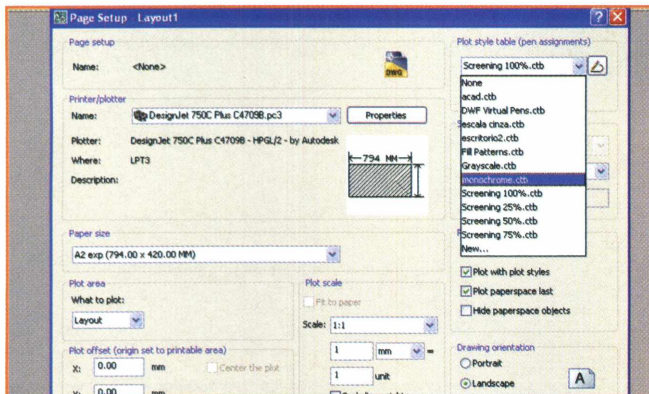 Page Setup - Layout1
Page setup
Name: <None>
DWG
Printer/plotter
Name: DesignJet 750C Plus C4709B.pc3
Properties
Plotter: DesignJet 750C Plus C4709B - HPGL/2 - by Autodesk
Where: LPT3
Description:
794 MM
Paper size
A2 exp (794.00 x 420.00 MM)
Plot area
What to plot:
Layout
Plot offset (origin set to printable area)
X: 0.00 mm
Center the plot
Y: 0.00 mm
Plot scale
Fit to paper
Scale: 1:1
1 mm =
1 unit
Plot style table (pen assignments)
Screening 100%.ctb
None
acad.ctb
DWF Virtual Pens.ctb
escala cinza.ctb
escritorio2.ctb
Fill Patterns.ctb
Grayscale.ctb
monochrome.ctb
Screening 100%.ctb
Screening 25%.ctb
Screening 50%.ctb
Screening 75%.ctb
New...
Plot with plot styles
Plot paperspace last
Hide paperspace objects
Drawing orientation
Portrait
Landscape
A